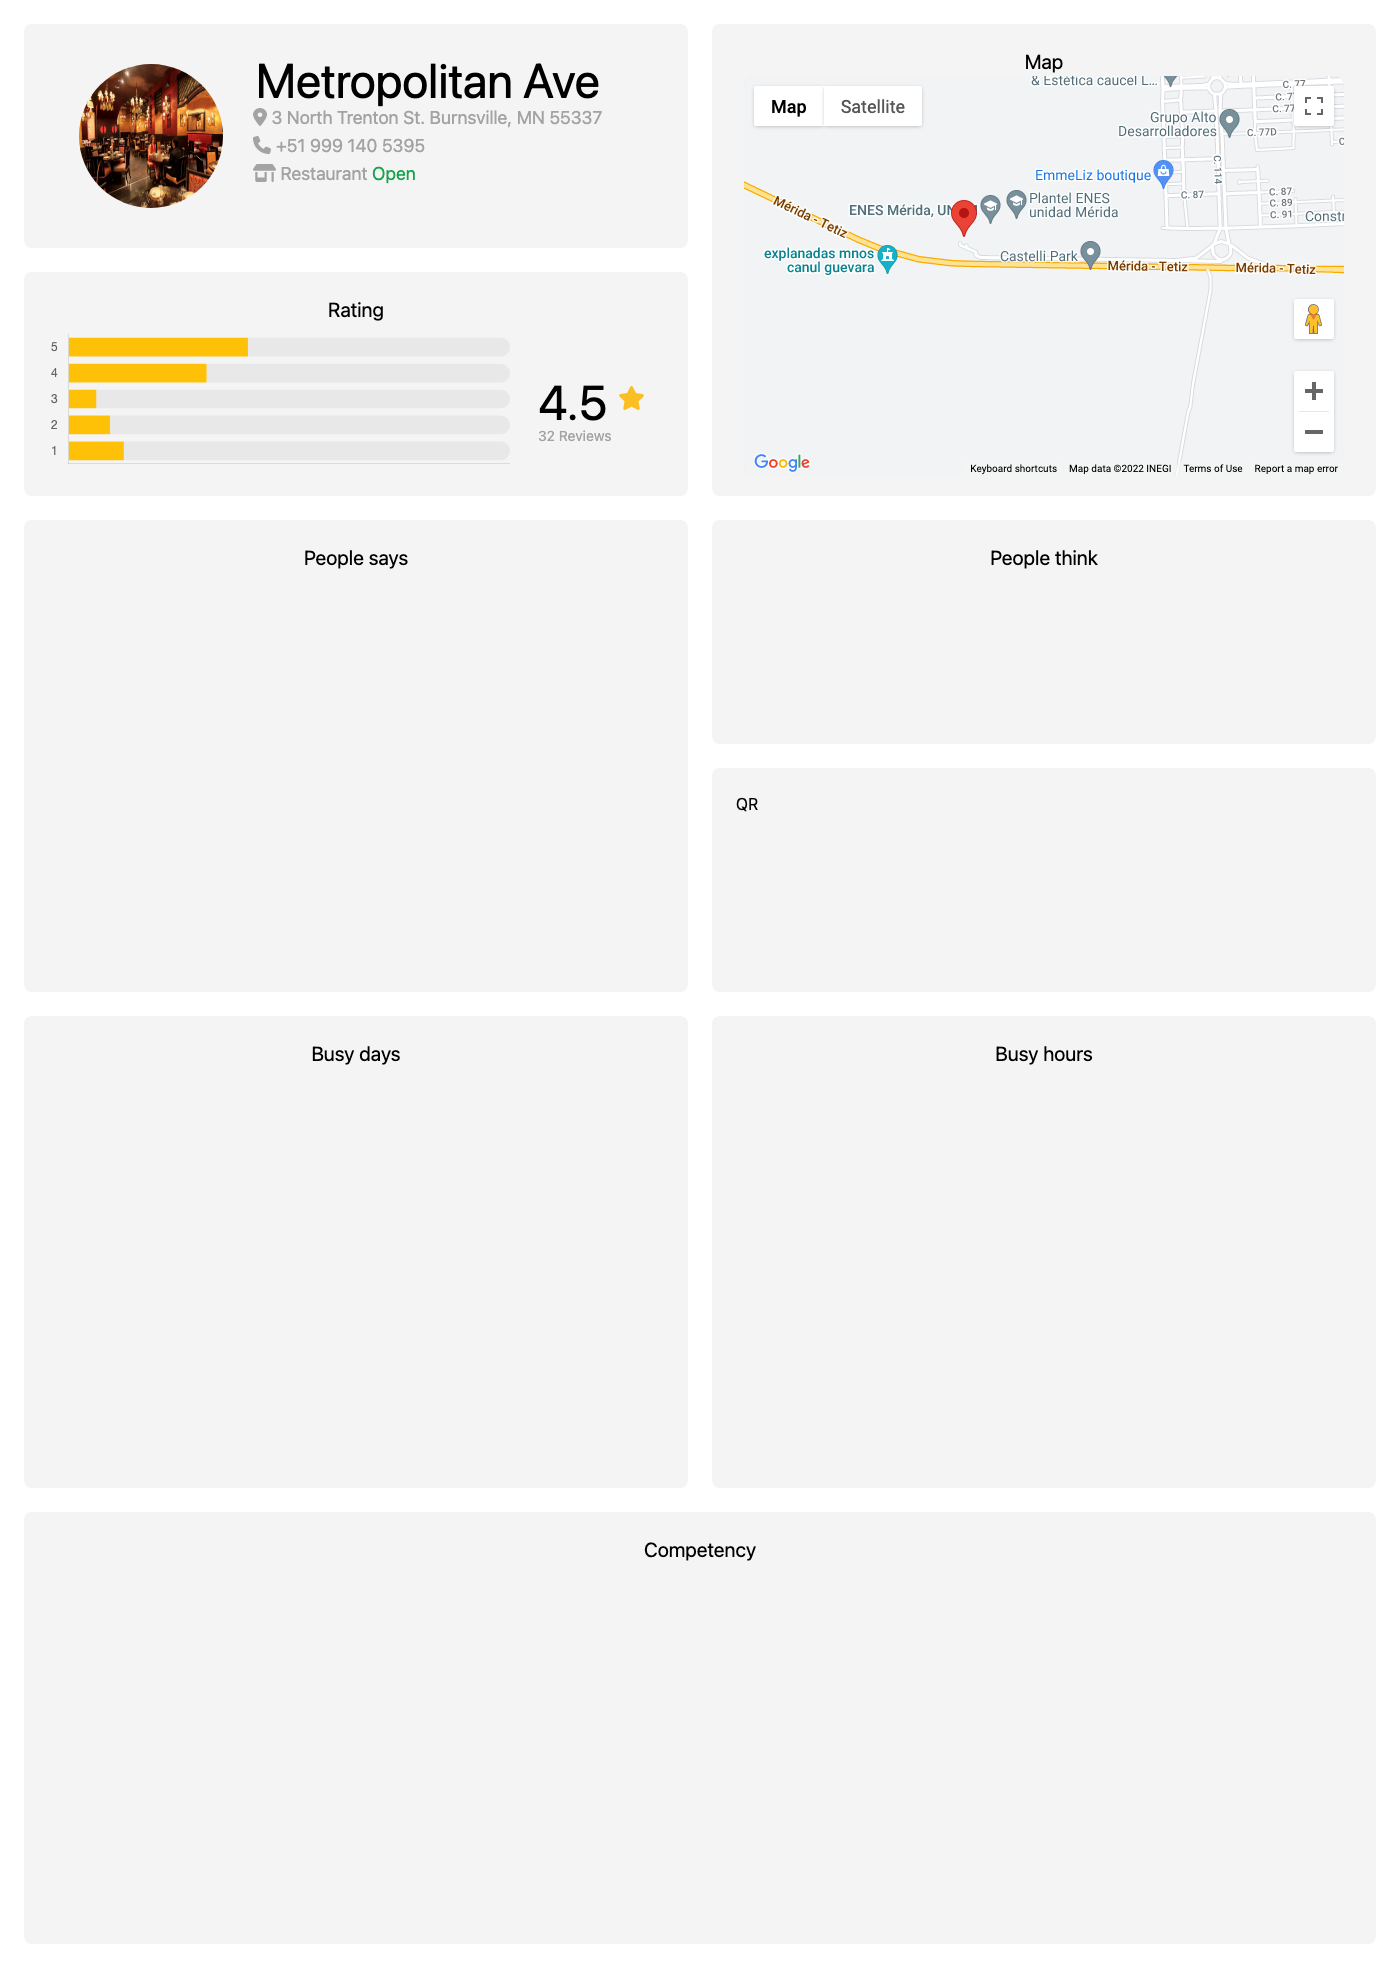 Metropolitan Ave
3 North Trenton St. Burnsville, MN 55337
+51 999 140 5395
Restaurant Open
Rating
5
4
3
2
1
4.5
32 Reviews
Map
& Estética caucel L...
Map
Satellite
C. 77
C. 77
Grupo Alto
Desarrolladores
C. 77D
C. 114
EmmeLiz boutique
C. 87
C. 87
C. 89
C. 91
Mérida - Tetiz
ENES Mérida,
Plantel ENES
unidad Mérida
explanadas mnos
canul guevara
Castelli Park
Mérida - Tetiz
Mérida - Tetiz
Google
Keyboard shortcuts
Map data ©2022 INEGI
Terms of Use
Report a map error
People says
People think
QR
Busy days
Busy hours
Competency